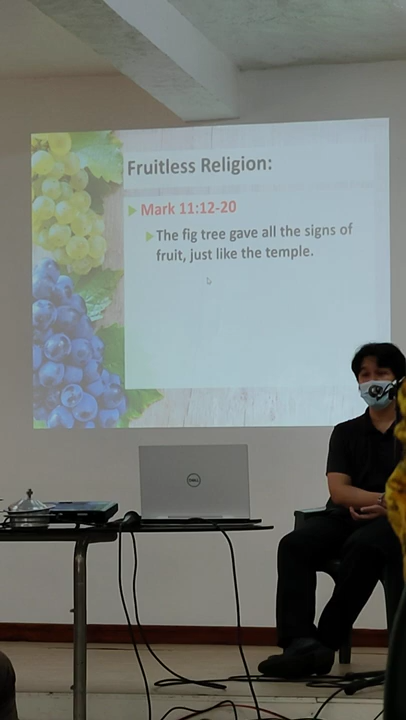 Fruitless Religion:
Mark 11:12-20
The fig tree gave all the signs of
fruit, just like the temple.
DELL